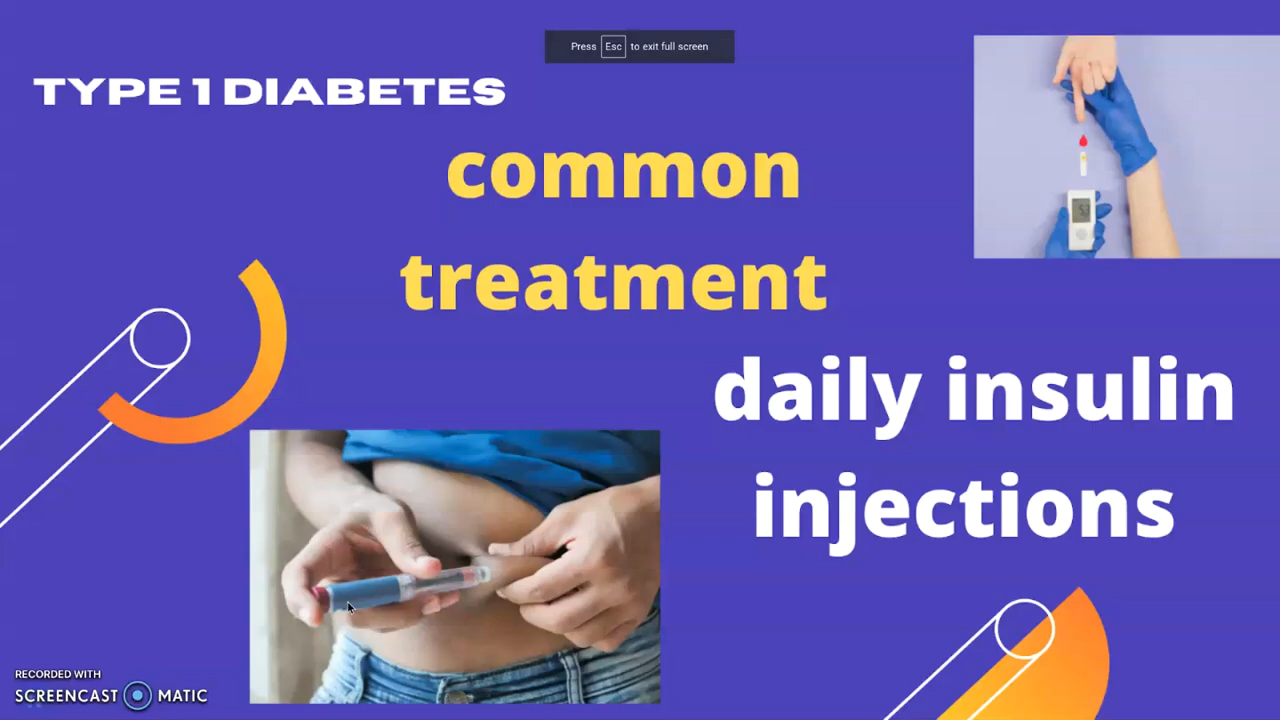 Press Esc to exit full screen
TYPE 1 DIABETES
common
treatment
daily insulin
injections
RECORDED WITH
SCREENCAST MATIC